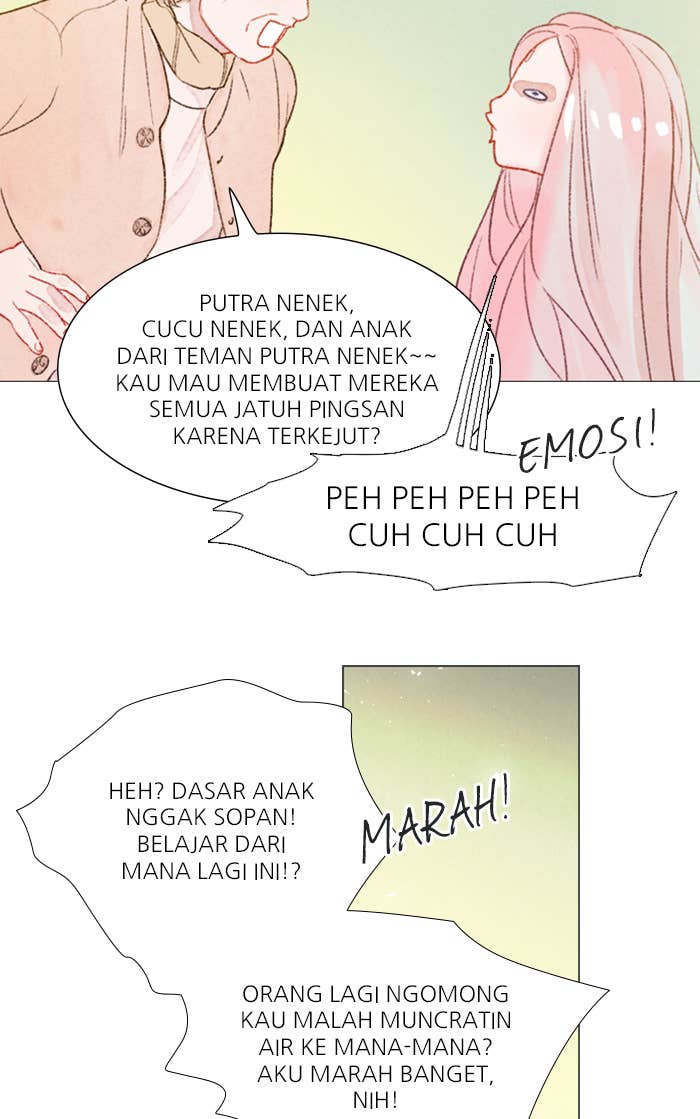 PUTRA NENEK,
CUCU NENEK, DAN ANAK
DARI TEMAN PUTRA NENEK~~
KAU MAU MEMBUAT MEREKA
SEMUA JATUH PINGSAN
KARENA TERKEJUT?
EMOSI!
PEH PEH PEH PEH
CUH CUH CUH
HEH? DASAR ANAK
NGGAK SOPAN!
BELAJAR DARI
MANA LAGI INI!?
MARAH!
ORANG LAGI NGOMONG
KAU MALAH MUNCRATIN
AIR KE MANA-MANA?
AKU MARAH BANGET,
NIH!